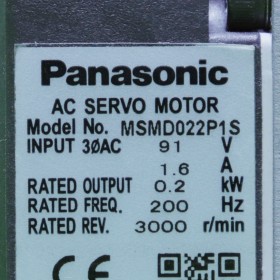 Panasonic
AC SERVO MOTOR
Model No. MSMD022P1S
INPUT 3ØAC 91 V
1.6 A
RATED OUTPUT 0.2 kW
RATED FREQ. 200 Hz
RATED REV. 3000 r/min
CE